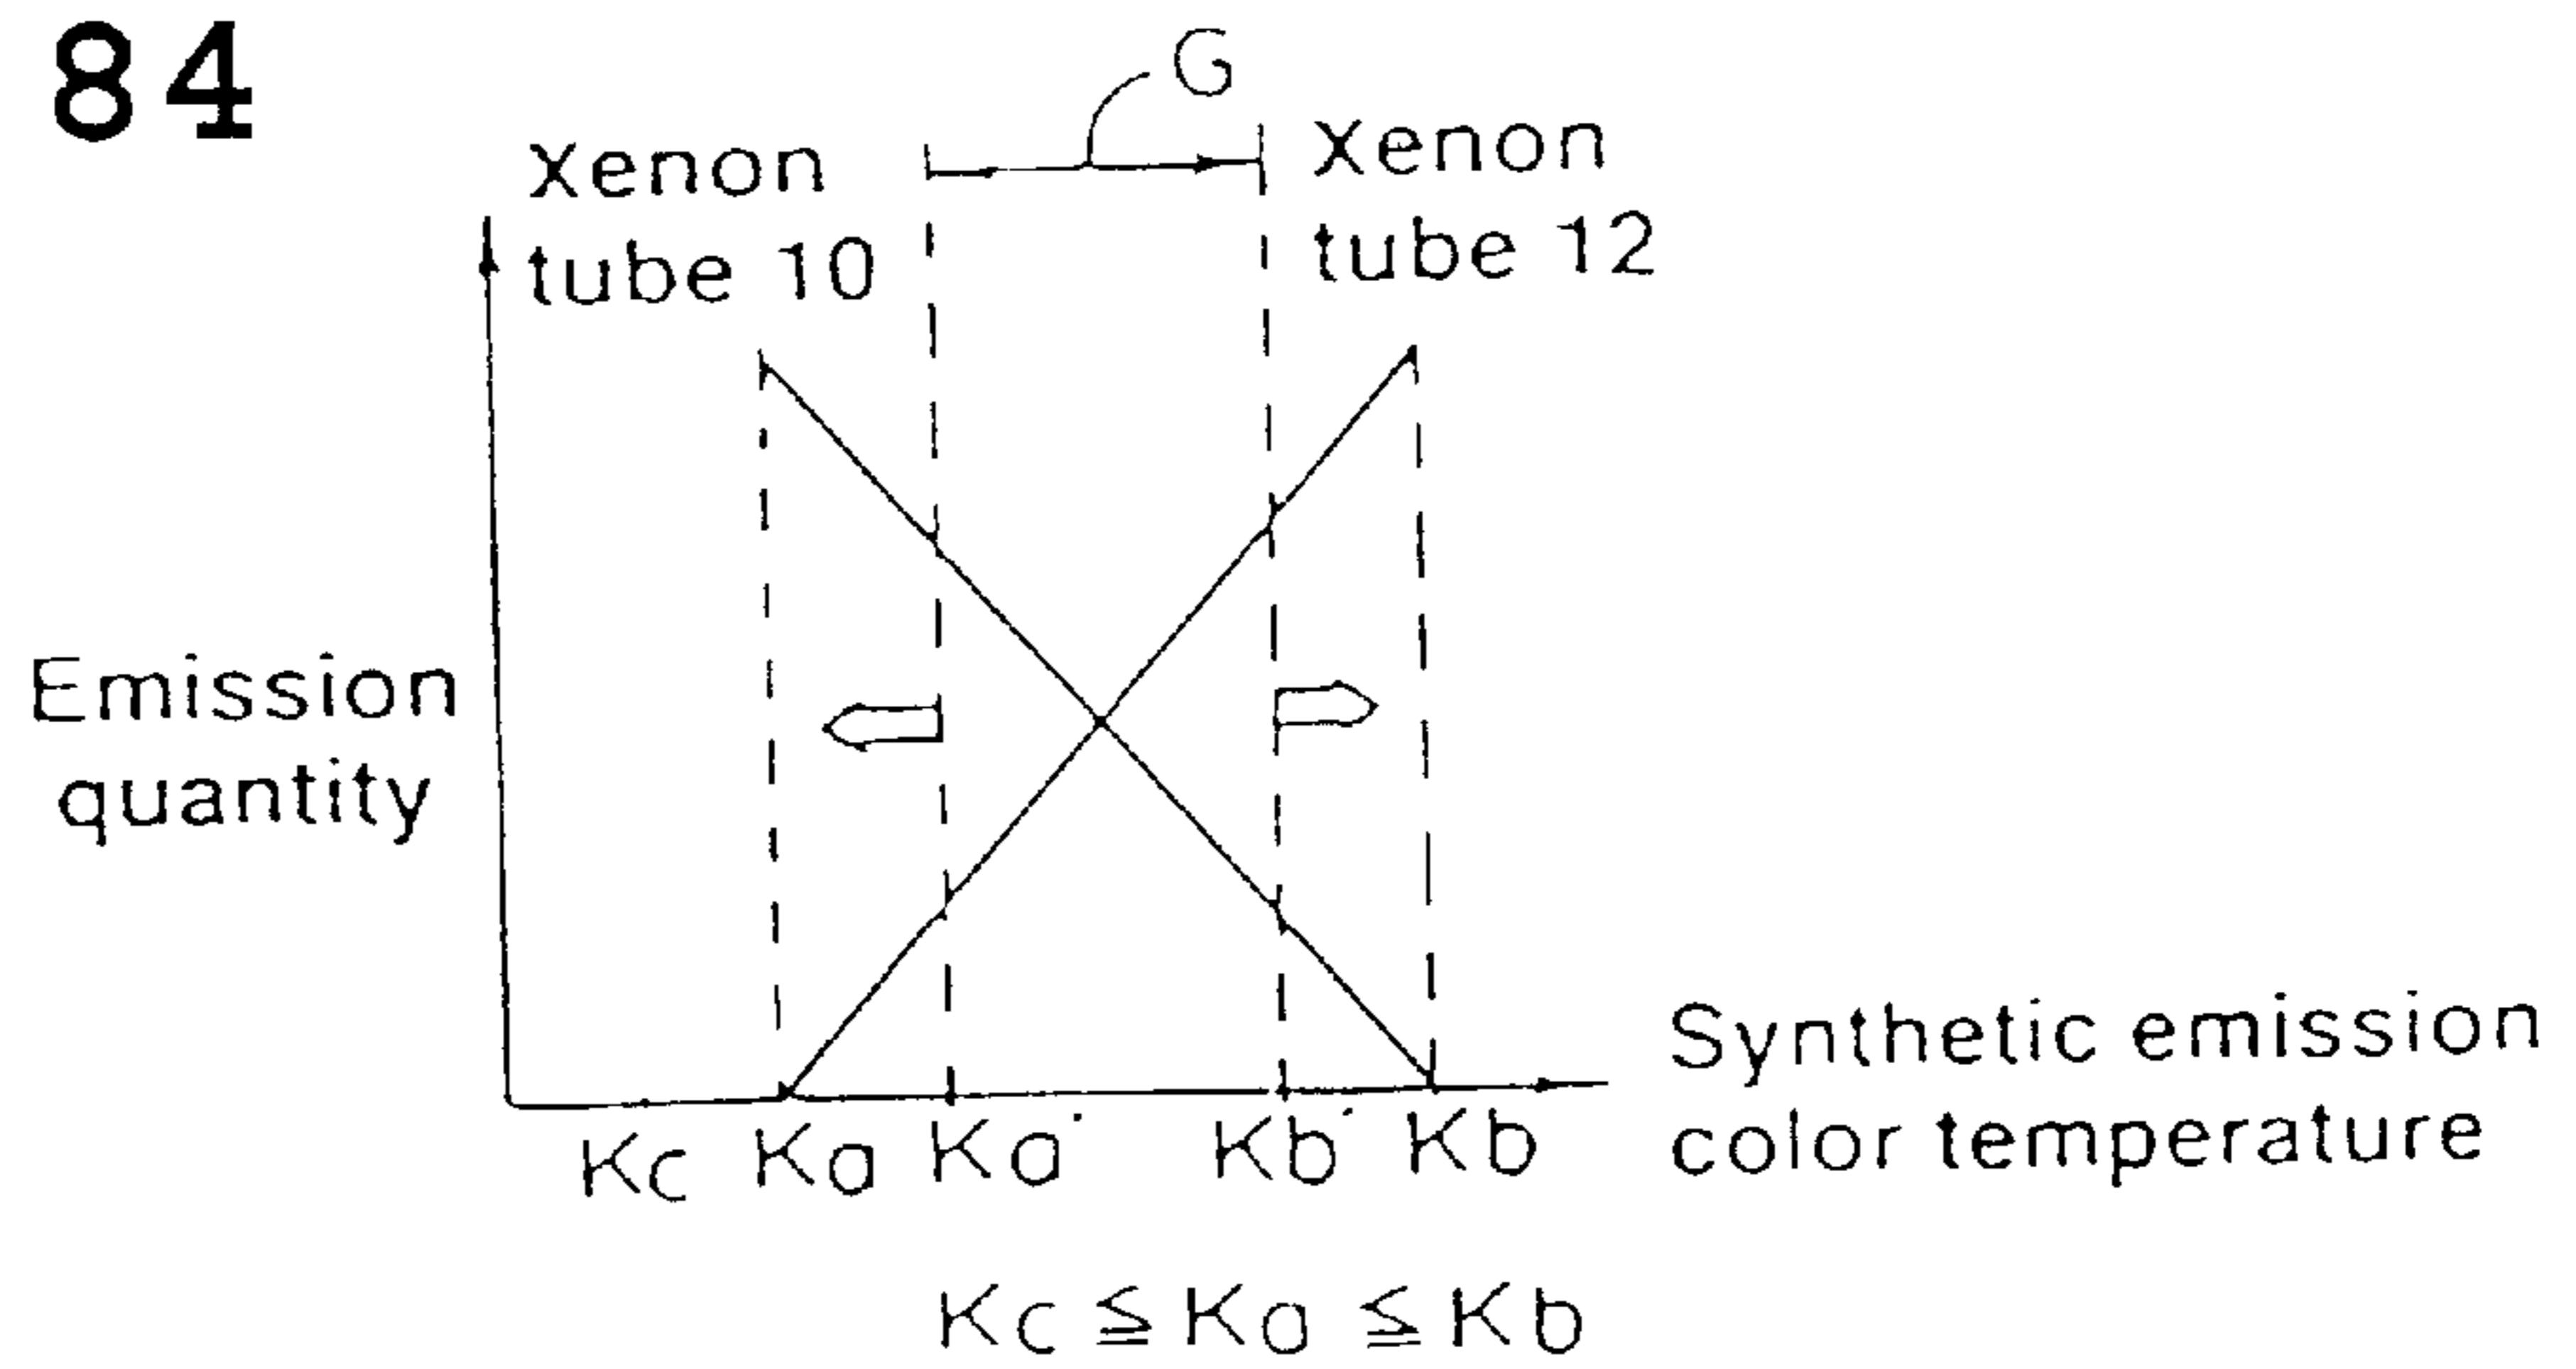 84
G
Xenon
tube 10
Xenon
tube 12
Emission
quantity
Kc Ka Ka' Kb' Kb
Synthetic emission
color temperature
Kc ≦ Ka ≦ Kb